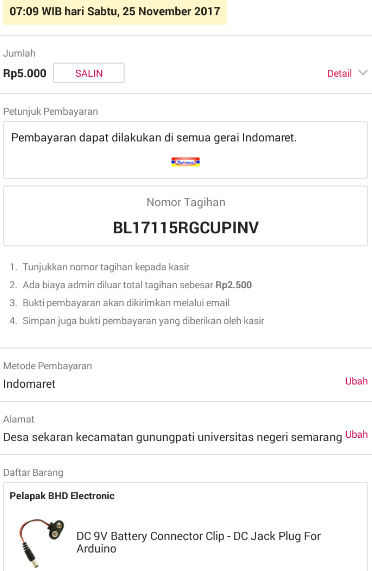 07:09 WIB hari Sabtu, 25 November 2017
Jumlah
Rp5.000 SALIN Detail
Petunjuk Pembayaran
Pembayaran dapat dilakukan di semua gerai Indomaret.
Indomaret
Nomor Tagihan
BL17115RGCUPINV
1. Tunjukkan nomor tagihan kepada kasir
2. Ada biaya admin diluar total tagihan sebesar Rp2.500
3. Bukti pembayaran akan dikirimkan melalui email
4. Simpan juga bukti pembayaran yang diberikan oleh kasir
Metode Pembayaran
Indomaret Ubah
Alamat
Desa sekaran kecamatan gunungpati universitas negeri semarang Ubah
Daftar Barang
Pelapak BHD Electronic
DC 9V Battery Connector Clip - DC Jack Plug For
Arduino